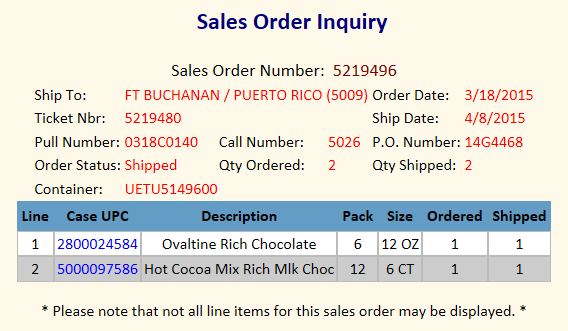 Sales Order Inquiry
Sales Order Number: 5219496
Ship To: FT BUCHANAN / PUERTO RICO (5009) Order Date: 3/18/2015
Ticket Nbr: 5219480 Ship Date: 4/8/2015
Pull Number: 0318C0140 Call Number: 5026 P.O. Number: 14G4468
Order Status: Shipped Qty Ordered: 2 Qty Shipped: 2
Container: UETU5149600
Line Case UPC Description Pack Size Ordered Shipped
1 2800024584 Ovaltine Rich Chocolate 6 12 OZ 1 1
2 5000097586 Hot Cocoa Mix Rich Mlk Choc 12 6 CT 1 1
* Please note that not all line items for this sales order may be displayed. *